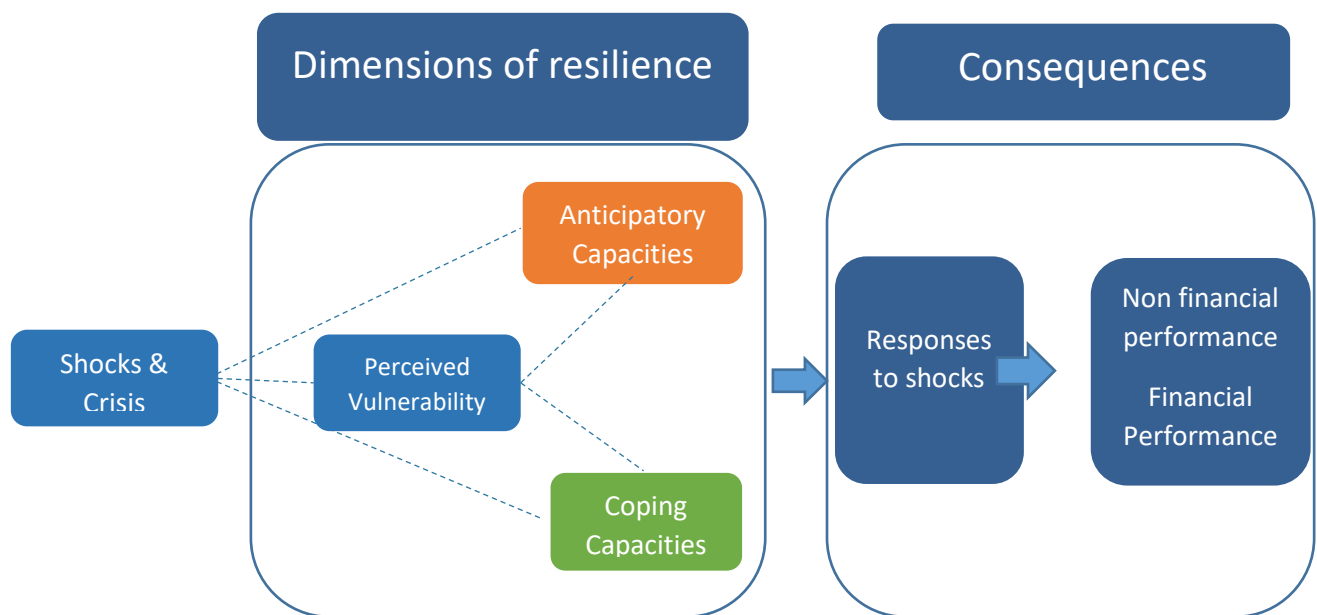 Dimensions of resilience
Consequences
Anticipatory
Capacities
Shocks &
Crisis
Perceived
Vulnerability
Coping
Capacities
Responses
to shocks
Non financial
performance
Financial
Performance